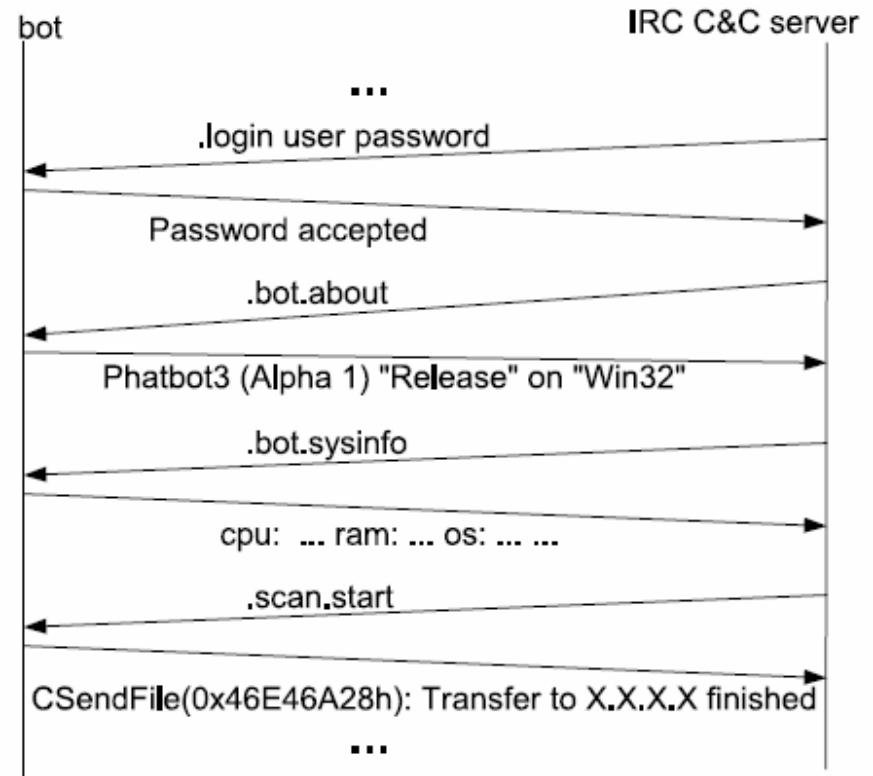 bot
IRC C&C server
...
.login user password
Password accepted
.bot.about
Phatbot3 (Alpha 1) "Release" on "Win32"
.bot.sysinfo
cpu: ... ram: ... os: ... ...
.scan.start
CSendFile(0x46E46A28h): Transfer to X.X.X.X finished
...